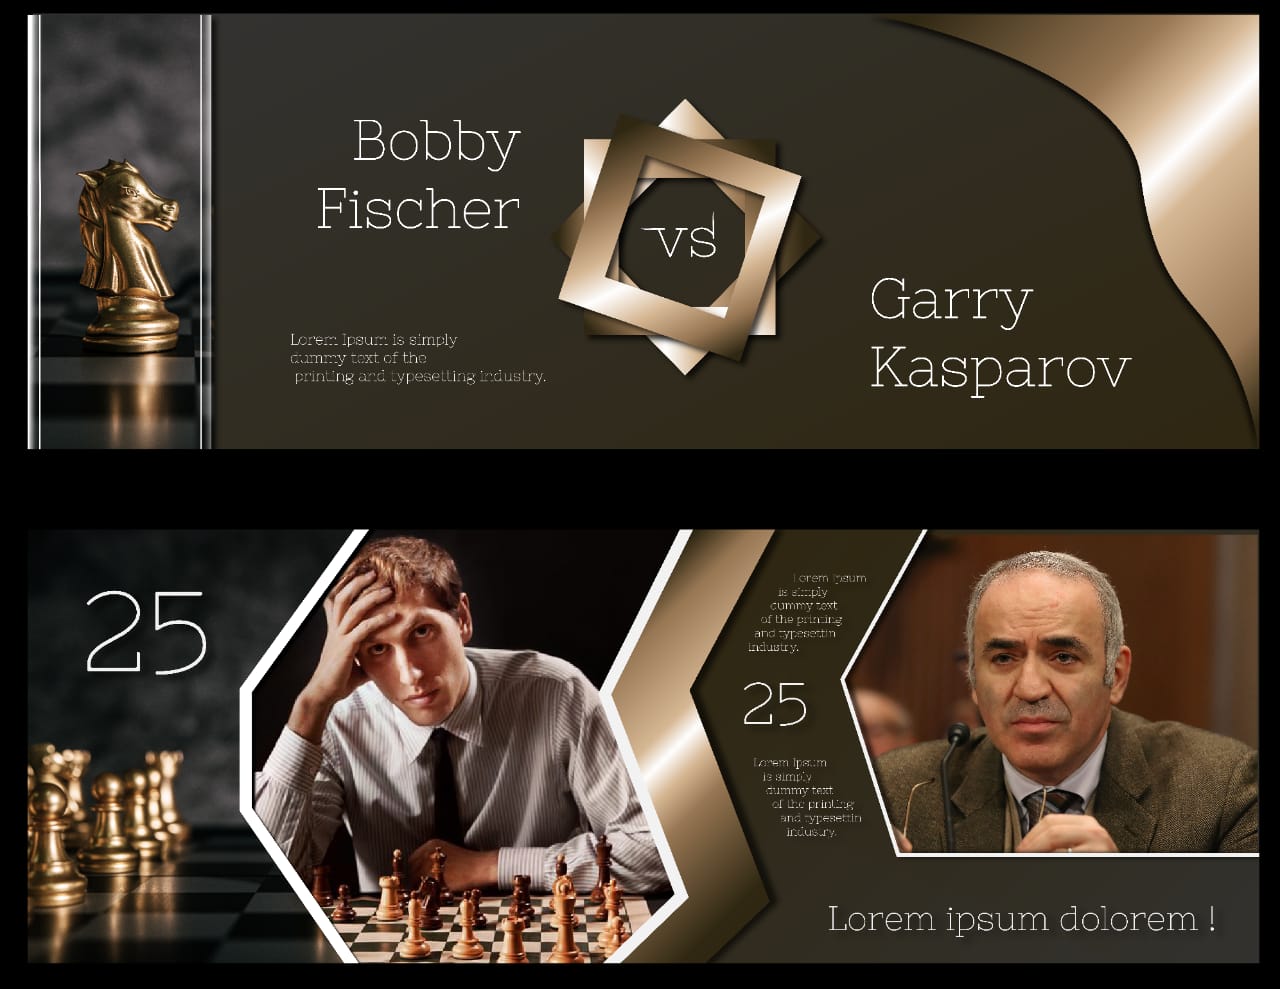 Bobby
Fischer
vs
Garry
Kasparov
Lorem Ipsum is simply
dummy text of the
printing and typesetting industry.
25
Lorem Ipsum
is simply
dummy text
of the printing
and typesettin
industry.
25
Lorem Ipsum
is simply
dummy text
of the printing
and typesettin
industry.
Lorem ipsum dolorem !